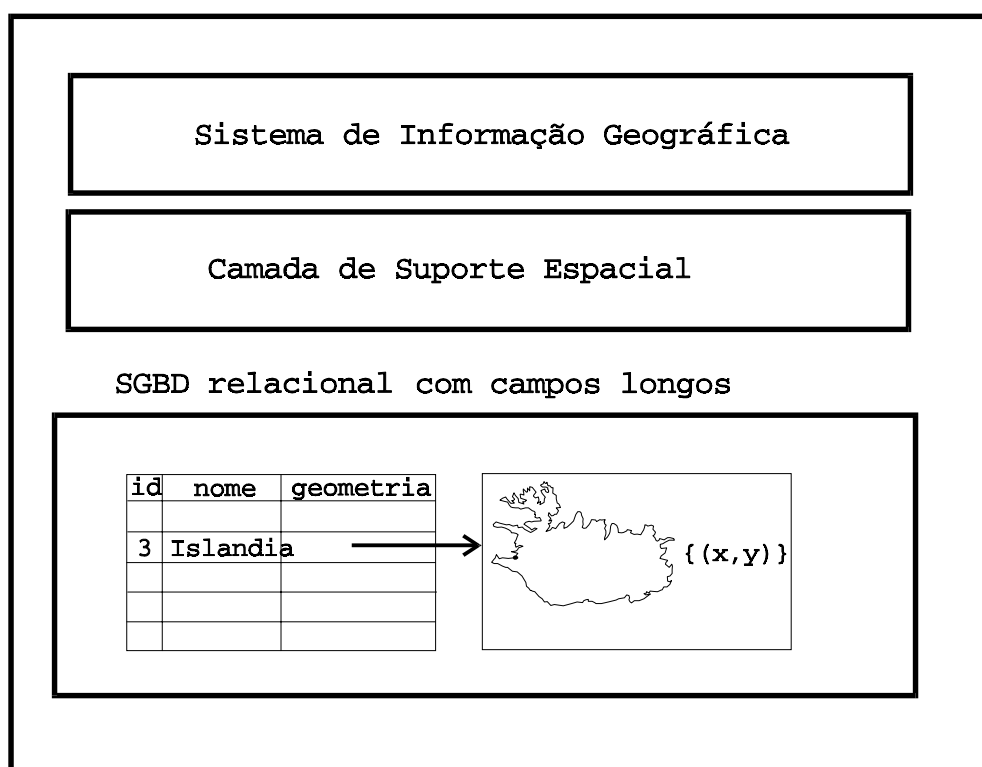 Sistema de Informação Geográfica
Camada de Suporte Espacial
SGBD relacional com campos longos
id nome geometria
3 Islandia
{(x,y)}